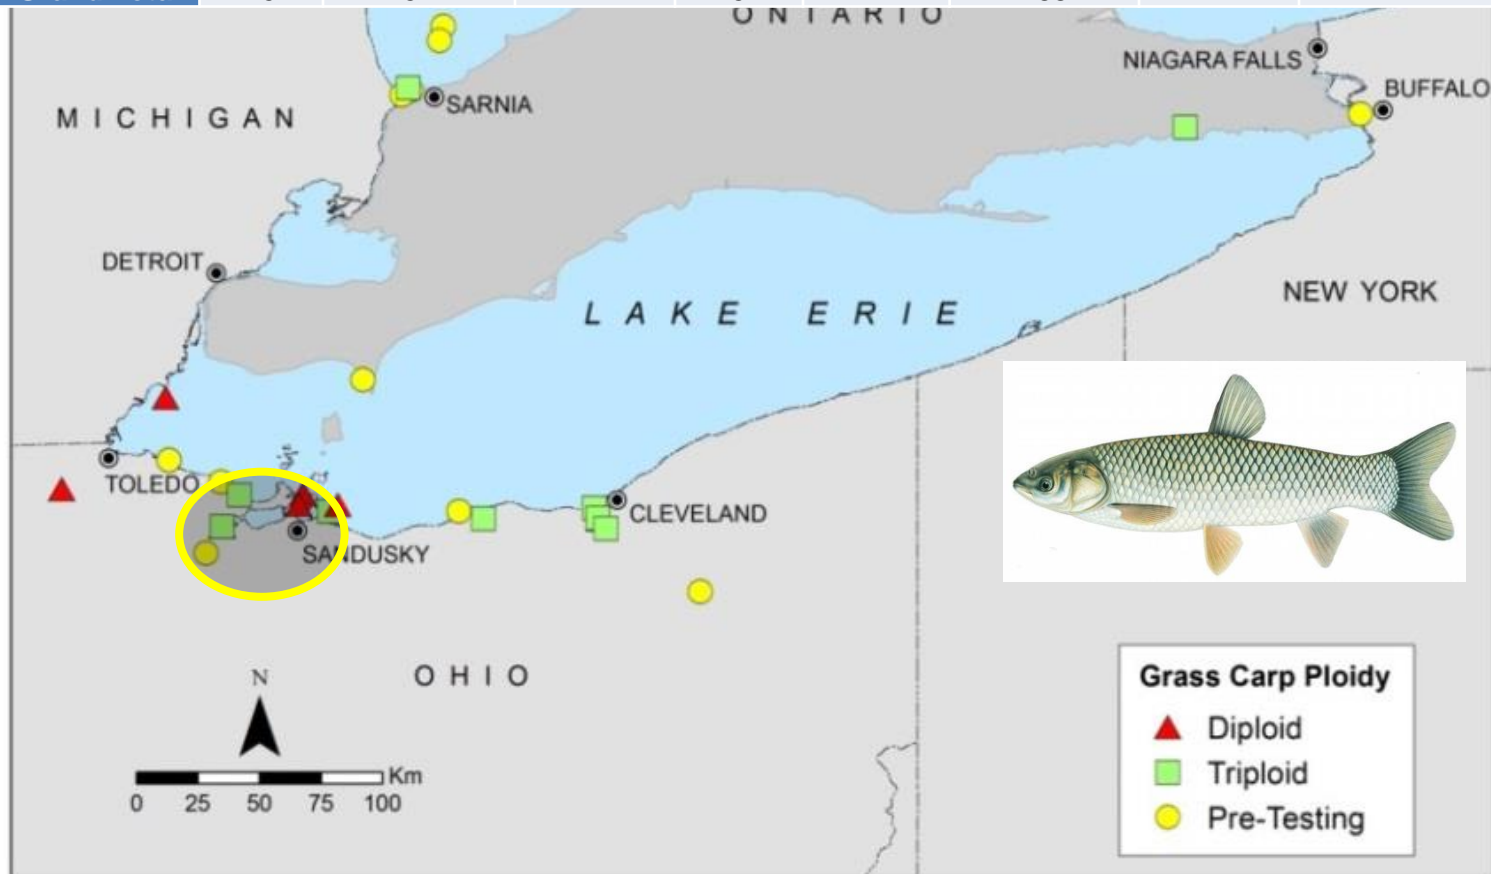 ONTARIO
NIAGARA FALLS
BUFFALO
MICHIGAN
SARNIA
DETROIT
LAKE ERIE
NEW YORK
TOLEDO
CLEVELAND
SANDUSKY
OHIO
N
Km
0 25 50 75 100
Grass Carp Ploidy
Diploid
Triploid
Pre-Testing